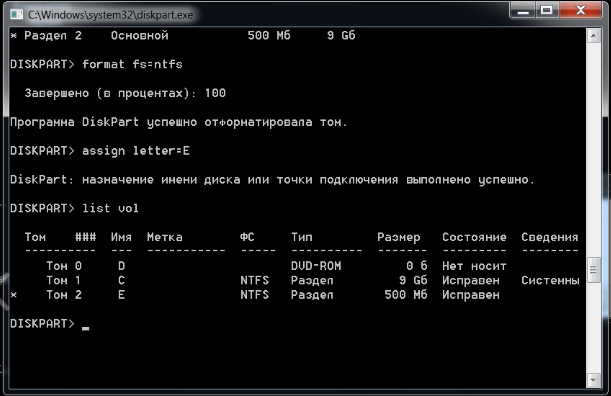 C:\Windows\system32\diskpart.exe
* Раздел 2 Основной 500 Mб 9 Gб
DISKPART> format fs=ntfs
Завершено (в процентах): 100
Программа DiskPart успешно отформатировала том.
DISKPART> assign letter=E
DiskPart: назначение имени диска или точки подключения выполнено успешно.
DISKPART> list vol
Том ### Имя Метка ФС Тип Размер Состояние Сведения
---------- --- ----------- ----- ---------- ------- --------- --------
Том 0 D DVD-ROM 0 б Нет носит
Том 1 C NTFS Раздел 9 Gб Исправен Системны
* Том 2 E NTFS Раздел 500 Mб Исправен
DISKPART> _